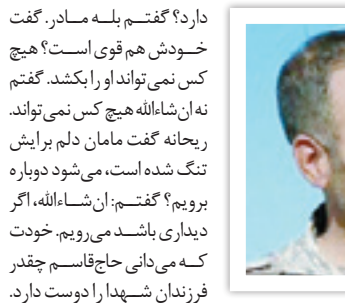 دارد؟ گفتم بله مادر. گفت
خودش هم قوی است؟ هیچ
کس نمی‌تواند او را بکشد. گفتم
نه ان‌شاءالله هیچ کس نمی‌تواند.
ریحانه گفت مامان دلم برایش
تنگ شده است، می‌شود دوباره
برویم؟ گفتم: ان‌شاءالله، اگر
دیداری باشد می‌رویم. خودت
که می‌دانی حاج‌قاسم چقدر
فرزندان شهدا را دوست دارد.